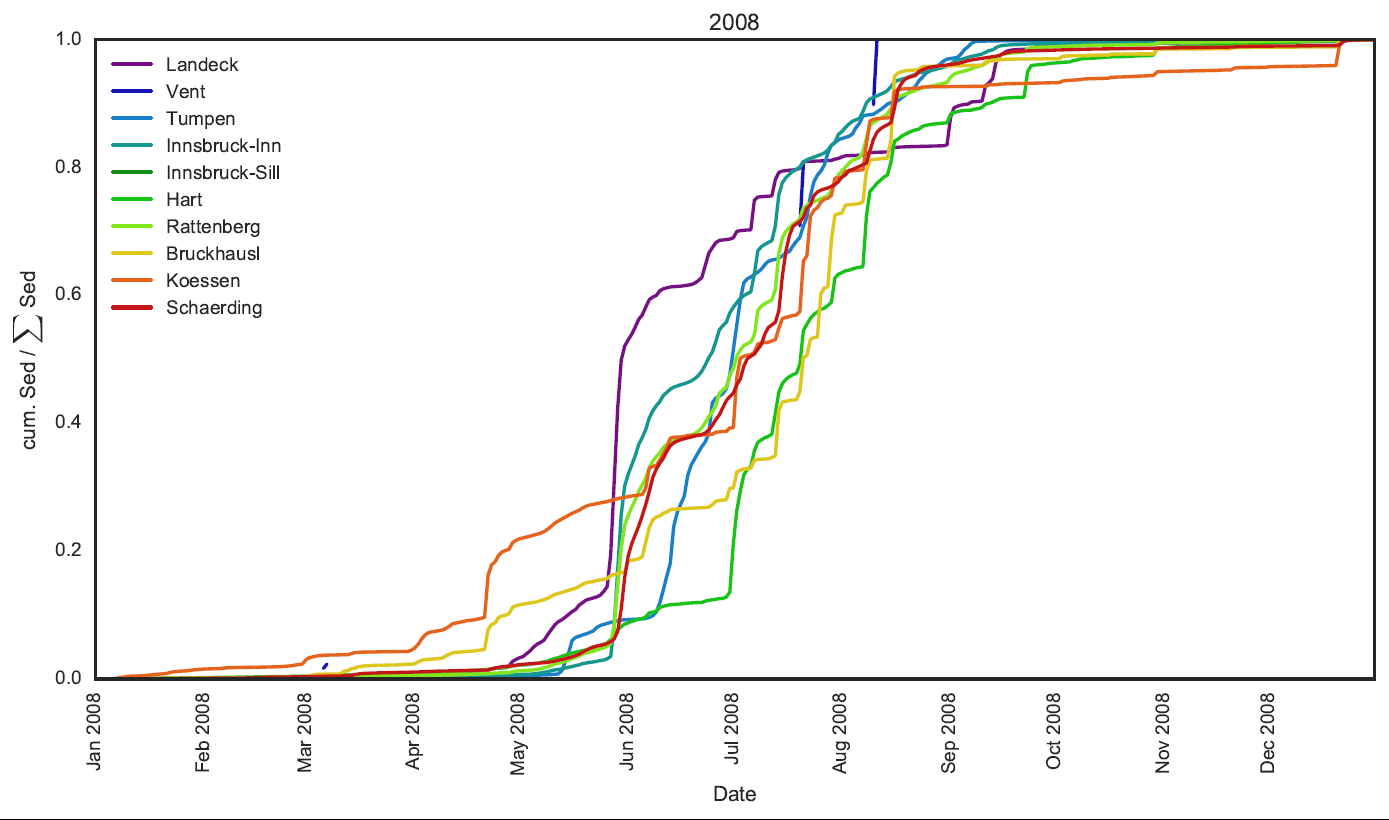 2008
1.0
0.8
0.6
0.4
0.2
0.0
cum. Sed / ∑ Sed
Landeck
Vent
Tumpen
Innsbruck-Inn
Innsbruck-Sill
Hart
Rattenberg
Bruckhausl
Koessen
Schaerding
Jan 2008
Feb 2008
Mar 2008
Apr 2008
May 2008
Jun 2008
Jul 2008
Aug 2008
Sep 2008
Oct 2008
Nov 2008
Dec 2008
Date